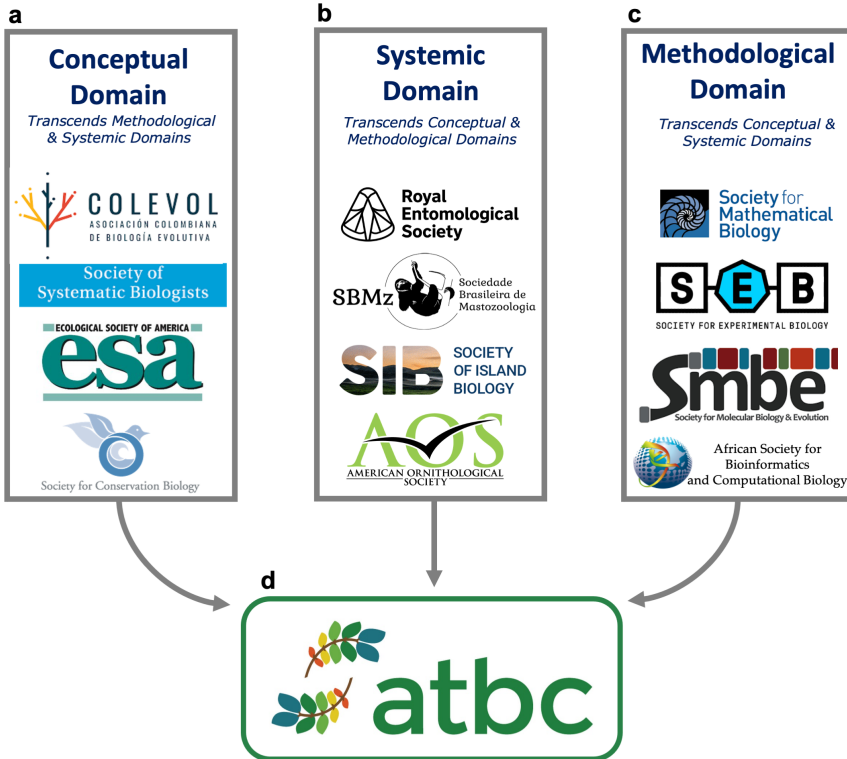 a
Conceptual
Domain
Transcends Methodological
& Systemic Domains
COLEVOL
ASOCIACIÓN COLOMBIANA
DE BIOLOGÍA EVOLUTIVA
Society of
Systematic Biologists
ECOLOGICAL SOCIETY OF AMERICA
esa
Society for Conservation Biology
b
Systemic
Domain
Transcends Conceptual &
Methodological Domains
Royal
Entomological
Society
SBMz
Sociedade
Brasileira de
Mastozoologia
SIB
SOCIETY
OF ISLAND
BIOLOGY
AOS
AMERICAN ORNITHOLOGICAL
SOCIETY
c
Methodological
Domain
Transcends Conceptual &
Systemic Domains
Society for
Mathematical
Biology
SEB
SOCIETY FOR EXPERIMENTAL BIOLOGY
Smbe
Society for Molecular Biology & Evolution
African Society for
Bioinformatics
and Computational Biology
d
atbc